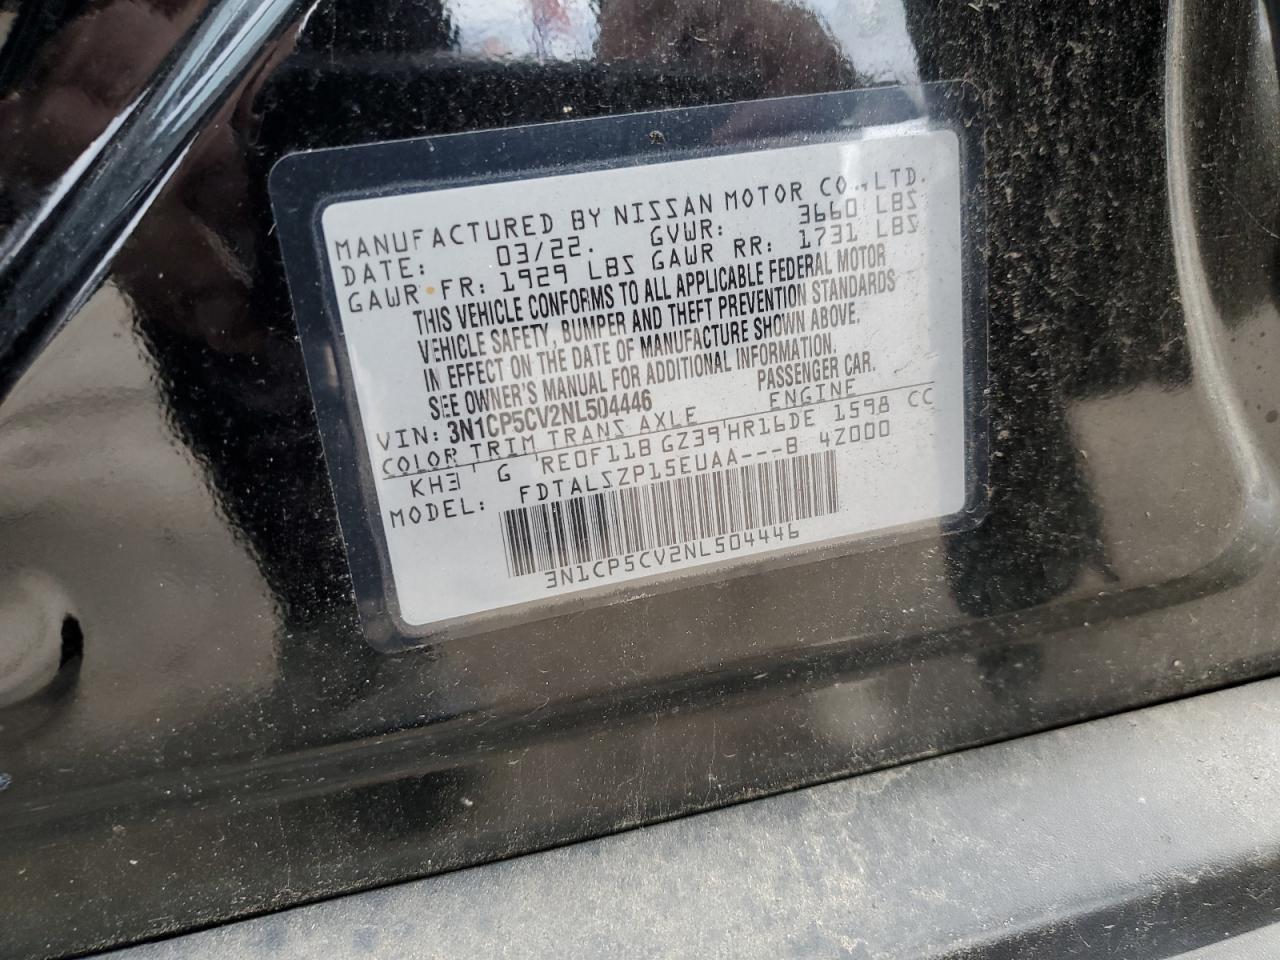 MANUFACTURED BY NISSAN MOTOR CO.,LTD.
DATE: 03/22. GVWR: 3660 LBS
GAWR FR: 1929 LBS GAWR RR: 1731 LBS
THIS VEHICLE CONFORMS TO ALL APPLICABLE FEDERAL MOTOR
VEHICLE SAFETY, BUMPER AND THEFT PREVENTION STANDARDS
IN EFFECT ON THE DATE OF MANUFACTURE SHOWN ABOVE.
SEE OWNER'S MANUAL FOR ADDITIONAL INFORMATION.
VIN: 3N1CP5CV2NL504446 PASSENGER CAR.
COLOR TRIM TRANS AXLE ENGINE
KH3 G RE0F11B GZ39 HR16DE 1598 CC
MODEL: FDTALSZP15EUAA---B 4Z000
3N1CP5CV2NL504446